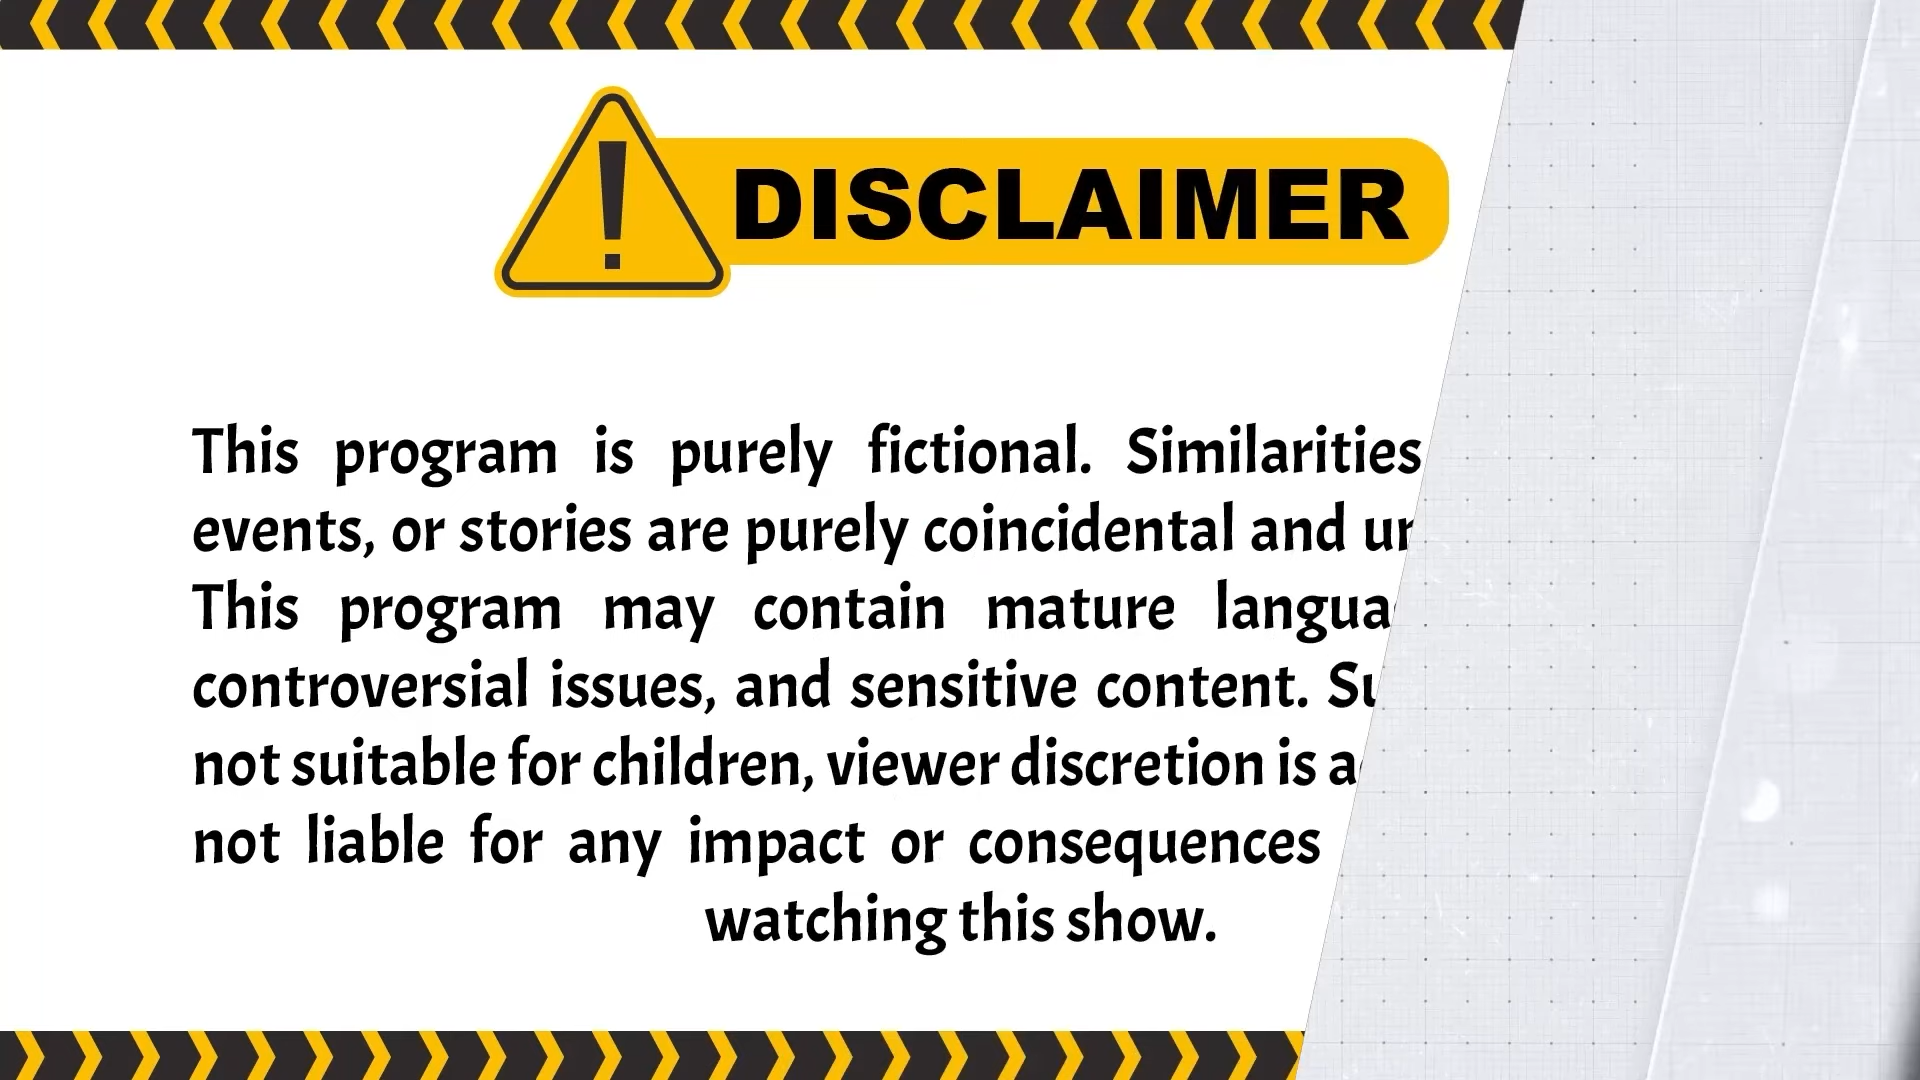 DISCLAIMER
This program is purely fictional. Similarities
events, or stories are purely coincidental and
This program may contain mature
controversial issues, and sensitive content.
not suitable for children, viewer discretion is
not liable for any impact or consequences
watching this show.